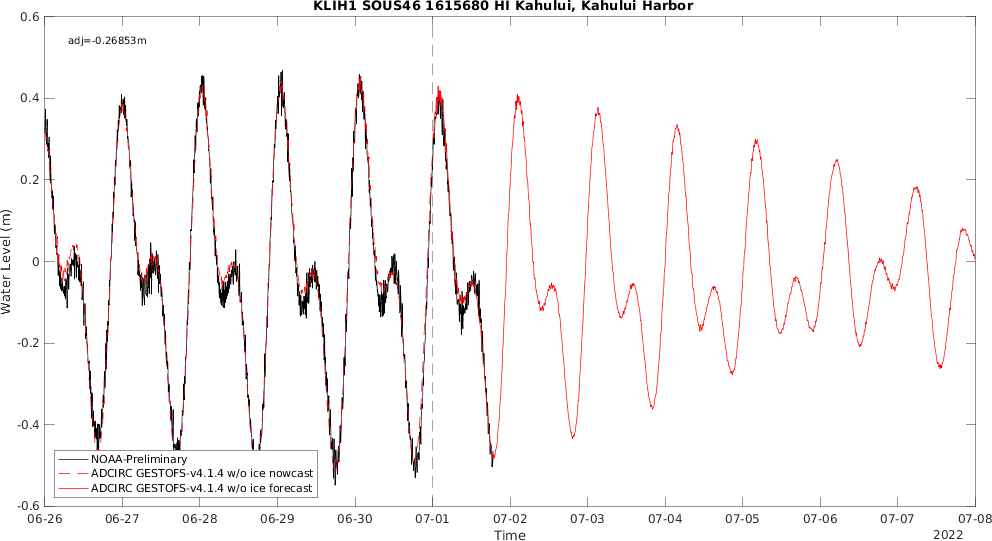 KLIH1 SOUS46 1615680 HI Kahului, Kahului Harbor
adj=-0.26853m
0.6
0.4
0.2
0
-0.2
-0.4
-0.6
Water Level (m)
NOAA-Preliminary
ADCIRC GESTOFS-v4.1.4 w/o ice nowcast
ADCIRC GESTOFS-v4.1.4 w/o ice forecast
06-26 06-27 06-28 06-29 06-30 07-01 07-02 07-03 07-04 07-05 07-06 07-07 07-08
Time
2022